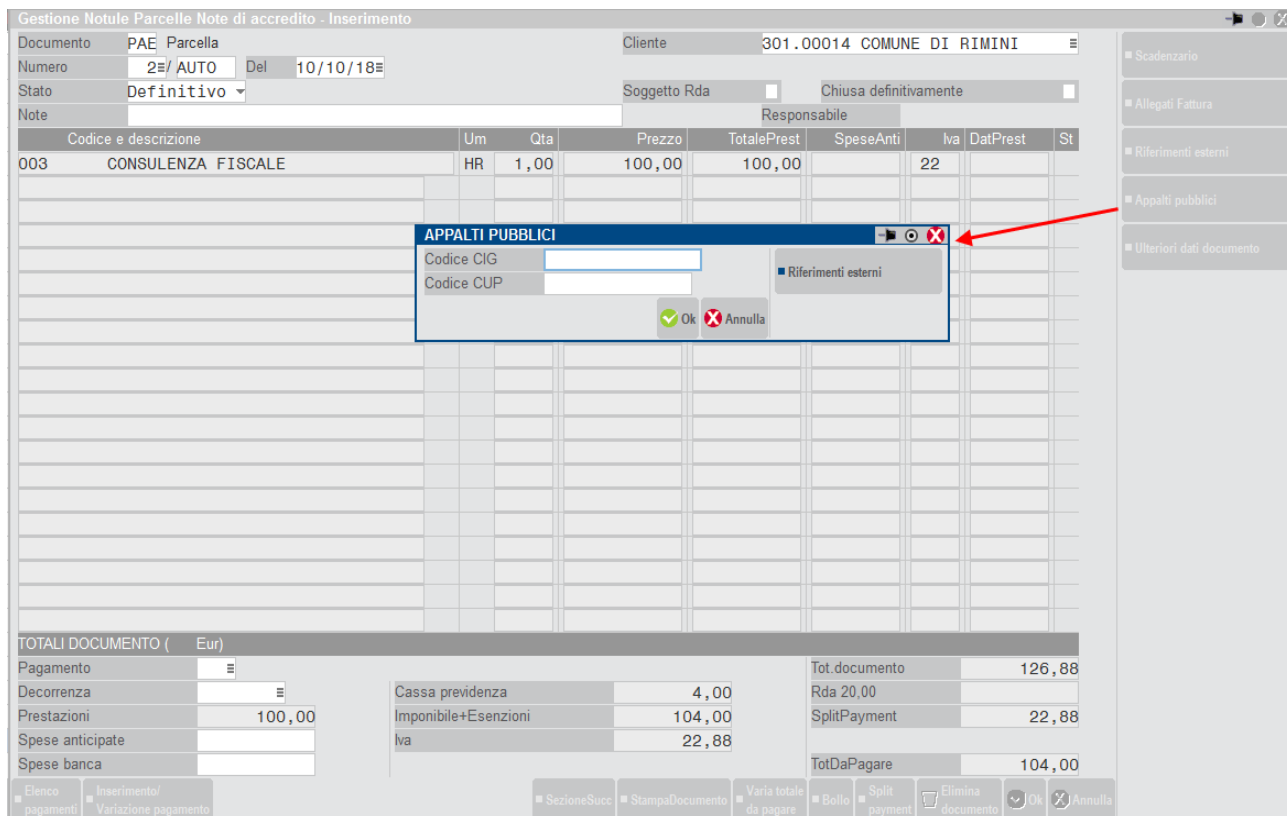 Gestione Notule Parcelle Note di accredito - Inserimento
Documento PAE Parcella Cliente 301.00014 COMUNE DI RIMINI
Numero 2 / AUTO Del 10/10/18
Stato Definitivo Soggetto Rda Chiusa definitivamente
Note Responsabile
Codice e descrizione Um Qta Prezzo TotalePrest SpeseAnti Iva DatPrest St
003 CONSULENZA FISCALE HR 1,00 100,00 100,00 22
Scadenzario
Allegati Fattura
Riferimenti esterni
Appalti pubblici
Ulteriori dati documento
APPALTI PUBBLICI
Codice CIG
Codice CUP
Riferimenti esterni
Ok Annulla
TOTALI DOCUMENTO ( Eur)
Pagamento Tot.documento 126,88
Decorrenza Cassa previdenza 4,00 Rda 20,00
Prestazioni 100,00 Imponibile+Esenzioni 104,00 SplitPayment 22,88
Spese anticipate Iva 22,88
Spese banca TotDaPagare 104,00
Elenco pagamenti Inserimento/ Variazione pagamento SezioneSucc StampaDocumento Varia totale da pagare Bollo Split payment Elimina documento Ok Annulla